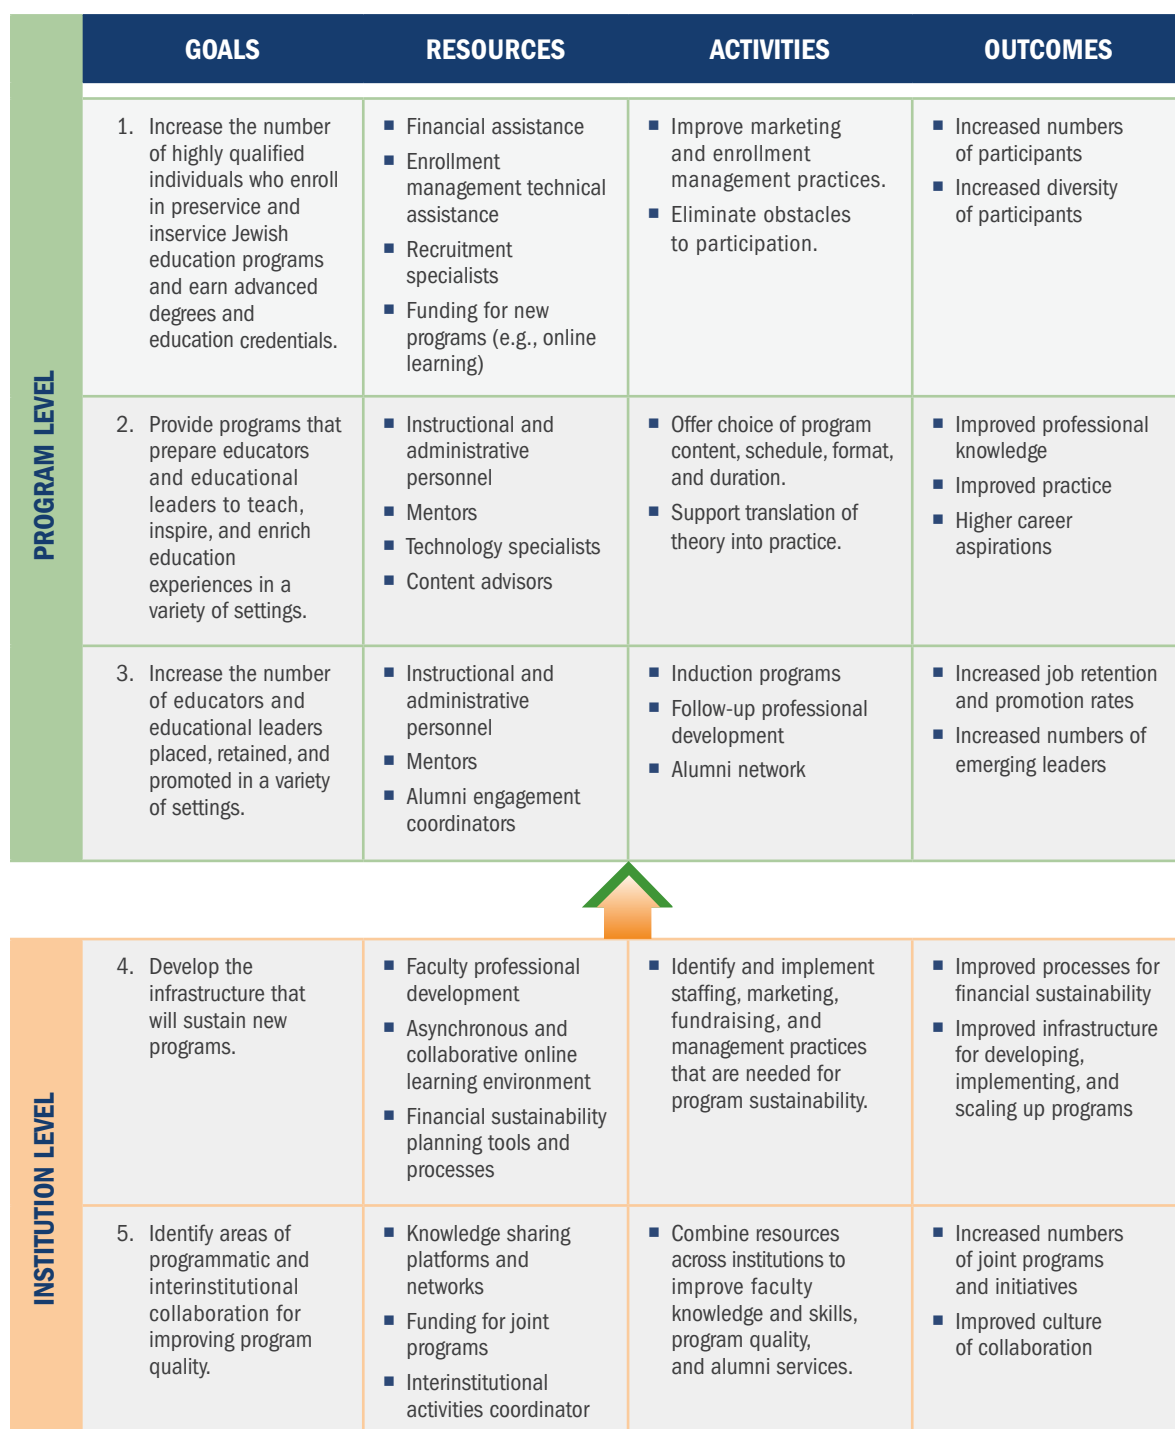 GOALS
RESOURCES
ACTIVITIES
OUTCOMES
PROGRAM LEVEL
1. Increase the number
of highly qualified
individuals who enroll
in preservice and
inservice Jewish
education programs
and earn advanced
degrees and
education credentials.
■ Financial assistance
■ Enrollment
management technical
assistance
■ Recruitment
specialists
■ Funding for new
programs (e.g., online
learning)
■ Improve marketing
and enrollment
management practices.
■ Eliminate obstacles
to participation.
■ Increased numbers
of participants
■ Increased diversity
of participants
2. Provide programs that
prepare educators
and educational
leaders to teach,
inspire, and enrich
education
experiences in a
variety of settings.
■ Instructional and
administrative
personnel
■ Mentors
■ Technology specialists
■ Content advisors
■ Offer choice of program
content, schedule, format,
and duration.
■ Support translation of
theory into practice.
■ Improved professional
knowledge
■ Improved practice
■ Higher career
aspirations
3. Increase the number
of educators and
educational leaders
placed, retained, and
promoted in a variety
of settings.
■ Instructional and
administrative
personnel
■ Mentors
■ Alumni engagement
coordinators
■ Induction programs
■ Follow-up professional
development
■ Alumni network
■ Increased job retention
and promotion rates
■ Increased numbers of
emerging leaders
INSTITUTION LEVEL
4. Develop the
infrastructure that
will sustain new
programs.
■ Faculty professional
development
■ Asynchronous and
collaborative online
learning environment
■ Financial sustainability
planning tools and
processes
■ Identify and implement
staffing, marketing,
fundraising, and
management practices
that are needed for
program sustainability.
■ Improved processes for
financial sustainability
■ Improved infrastructure
for developing,
implementing, and
scaling up programs
5. Identify areas of
programmatic and
interinstitutional
collaboration for
improving program
quality.
■ Knowledge sharing
platforms and
networks
■ Funding for joint
programs
■ Interinstitutional
activities coordinator
■ Combine resources
across institutions to
improve faculty
knowledge and skills,
program quality,
and alumni services.
■ Increased numbers
of joint programs
and initiatives
■ Improved culture
of collaboration